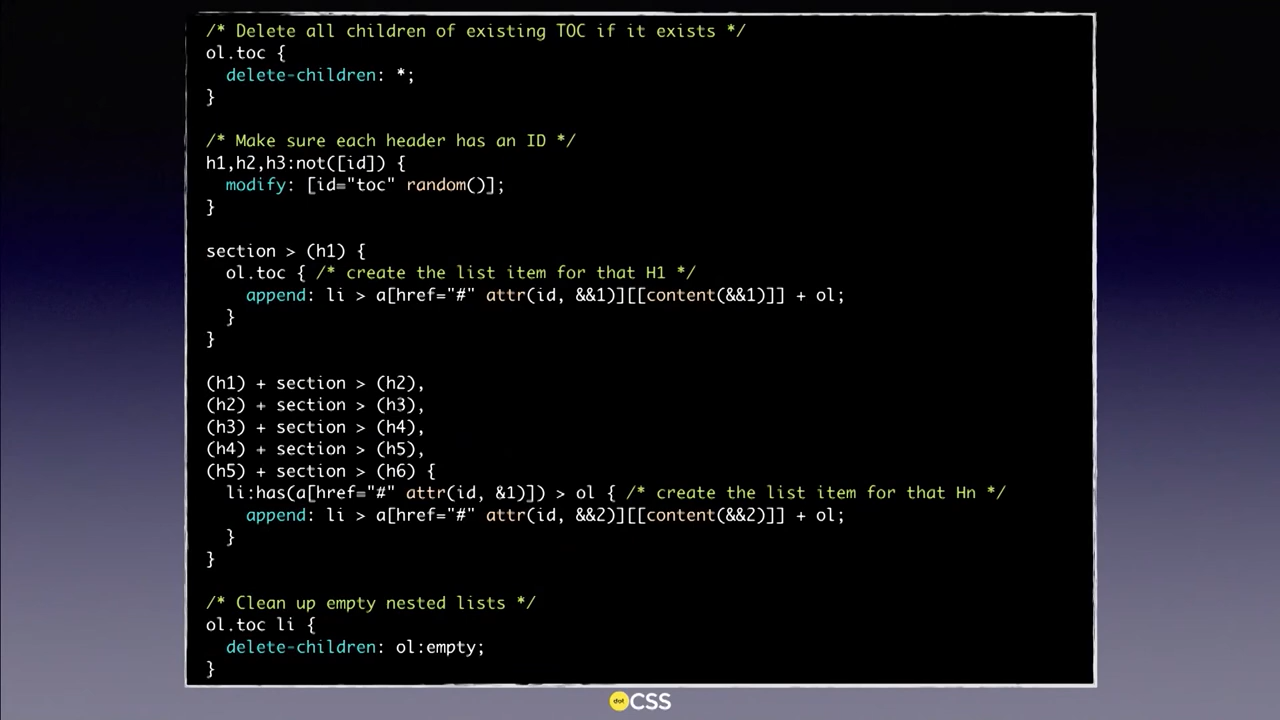 /* Delete all children of existing TOC if it exists */
ol.toc {
  delete-children: *;
}

/* Make sure each header has an ID */
h1,h2,h3:not([id]) {
  modify: [id="toc" random()];
}

section > (h1) {
  ol.toc { /* create the list item for that H1 */
    append: li > a[href="#" attr(id, &&1)][[content(&&1)]] + ol;
  }
}

(h1) + section > (h2),
(h2) + section > (h3),
(h3) + section > (h4),
(h4) + section > (h5),
(h5) + section > (h6) {
  li:has(a[href="#" attr(id, &1)]) > ol { /* create the list item for that Hn */
    append: li > a[href="#" attr(id, &&2)][[content(&&2)]] + ol;
  }
}

/* Clean up empty nested lists */
ol.toc li {
  delete-children: ol:empty;
}
dot CSS